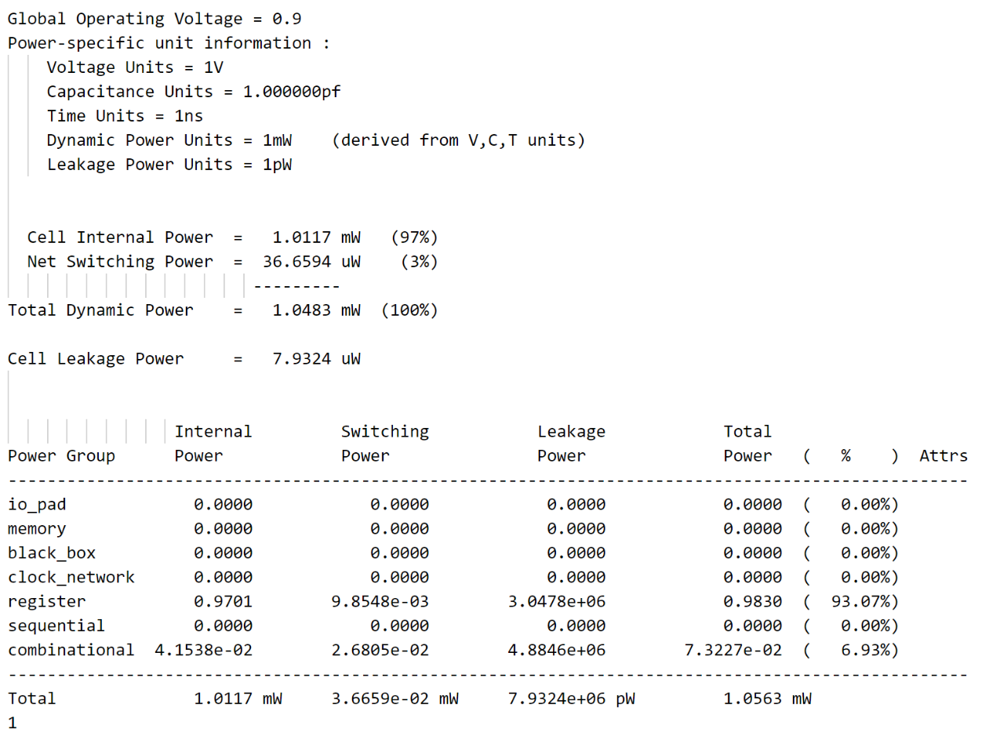 Global Operating Voltage = 0.9
Power-specific unit information :
Voltage Units = 1V
Capacitance Units = 1.000000pf
Time Units = 1ns
Dynamic Power Units = 1mW    (derived from V,C,T units)
Leakage Power Units = 1pW
Cell Internal Power  =   1.0117 mW   (97%)
Net Switching Power  =  36.6594 uW    (3%)
---------
Total Dynamic Power    =   1.0483 mW  (100%)
Cell Leakage Power     =   7.9324 uW
Internal         Switching           Leakage            Total
Power Group      Power            Power               Power              Power   (   %    )  Attrs
--------------------------------------------------------------------------------------------------
io_pad             0.0000            0.0000            0.0000            0.0000  (   0.00%)
memory             0.0000            0.0000            0.0000            0.0000  (   0.00%)
black_box          0.0000            0.0000            0.0000            0.0000  (   0.00%)
clock_network      0.0000            0.0000            0.0000            0.0000  (   0.00%)
register           0.9701        9.8548e-03        3.0478e+06            0.9830  (  93.07%)
sequential         0.0000            0.0000            0.0000            0.0000  (   0.00%)
combinational  4.1538e-02        2.6805e-02        4.8846e+06        7.3227e-02  (   6.93%)
--------------------------------------------------------------------------------------------------
Total              1.0117 mW     3.6659e-02 mW     7.9324e+06 pW         1.0563 mW
1